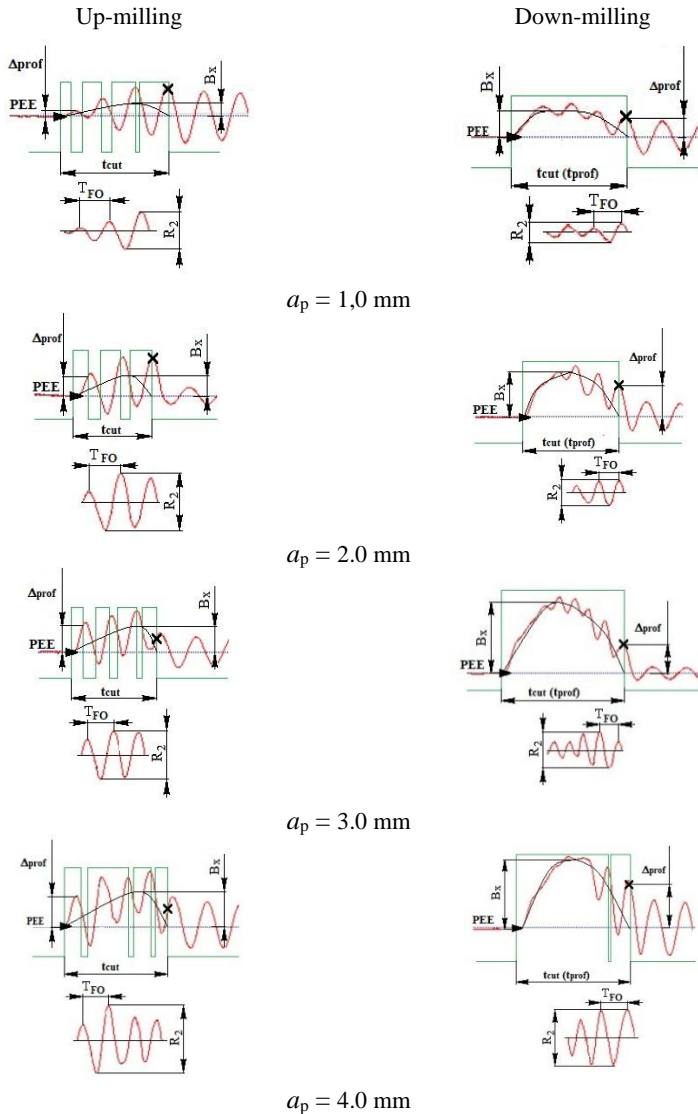 Up-milling Down-milling
Δprof
Bx
PEE
tcut
TFO
R2
Bx
Δprof
PEE
tcut (tprof)
TFO
R2
ap = 1,0 mm
Δprof
Bx
PEE
tcut
TFO
R2
Bx
Δprof
PEE
tcut (tprof)
TFO
R2
ap = 2.0 mm
Δprof
Bx
PEE
tcut
TFO
R2
Bx
Δprof
PEE
tcut (tprof)
TFO
R2
ap = 3.0 mm
Δprof
Bx
PEE
tcut
TFO
R2
Bx
Δprof
PEE
tcut (tprof)
TFO
R2
ap = 4.0 mm